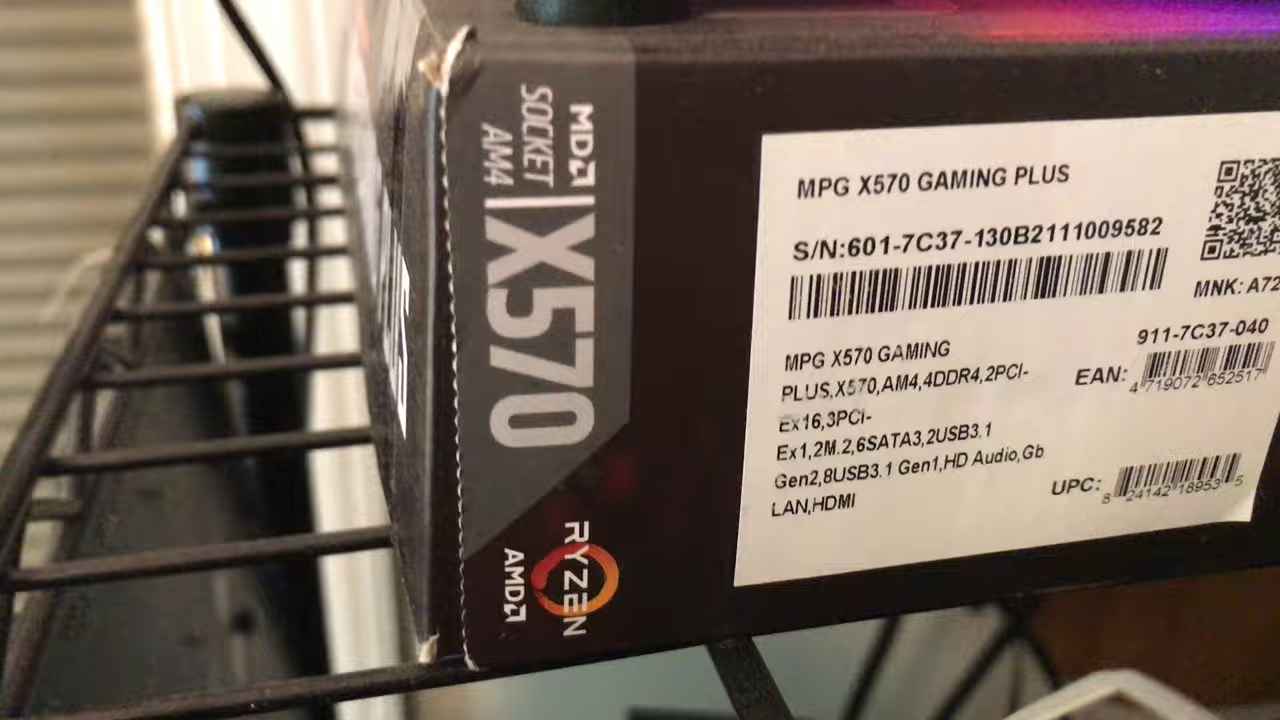 AMD
SOCKET
AM4
X570
RYZEN
AMD
MPG X570 GAMING PLUS
S/N:601-7C37-130B2111009582
MNK: A72
911-7C37-040
MPG X570 GAMING
PLUS,X570,AM4,4DDR4,2PCI-
Ex16,3PCI-
Ex1,2M.2,6SATA3,2USB3.1
Gen2,8USB3.1 Gen1,HD Audio,Gb
LAN,HDMI
EAN:
4 719072 652517
UPC:
8 24142 18953 5